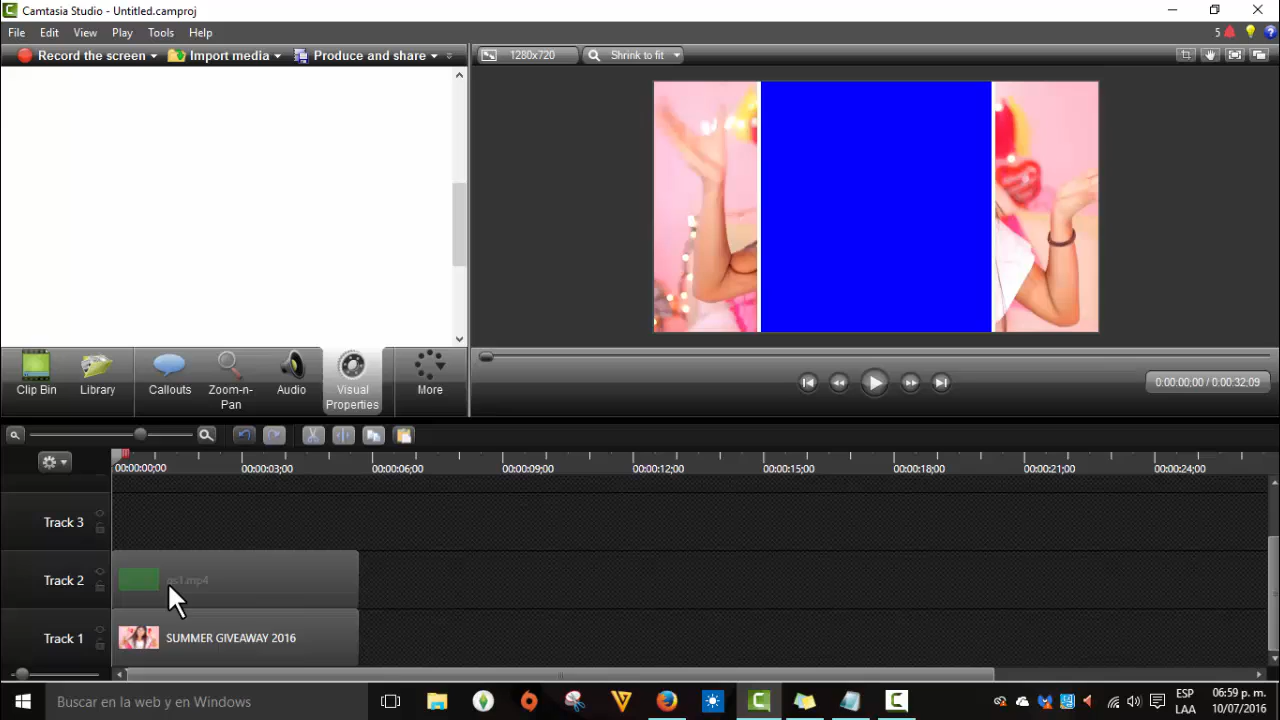 Camtasia Studio - Untitled.camproj
File Edit View Play Tools Help
5
Record the screen Import media Produce and share
1280x720 Shrink to fit
Clip Bin Library Callouts Zoom-n-Pan Audio Visual Properties More
0:00:00;00 / 0:00:32;09
00:00:00;00 00:00:03;00 00:00:06;00 00:00:09;00 00:00:12;00 00:00:15;00 00:00:18;00 00:00:21;00 00:00:24;00
Track 3
Track 2
Track 1 SUMMER GIVEAWAY 2016
Buscar en la web y en Windows
ESP 06:59 p. m.
LAA 10/07/2016